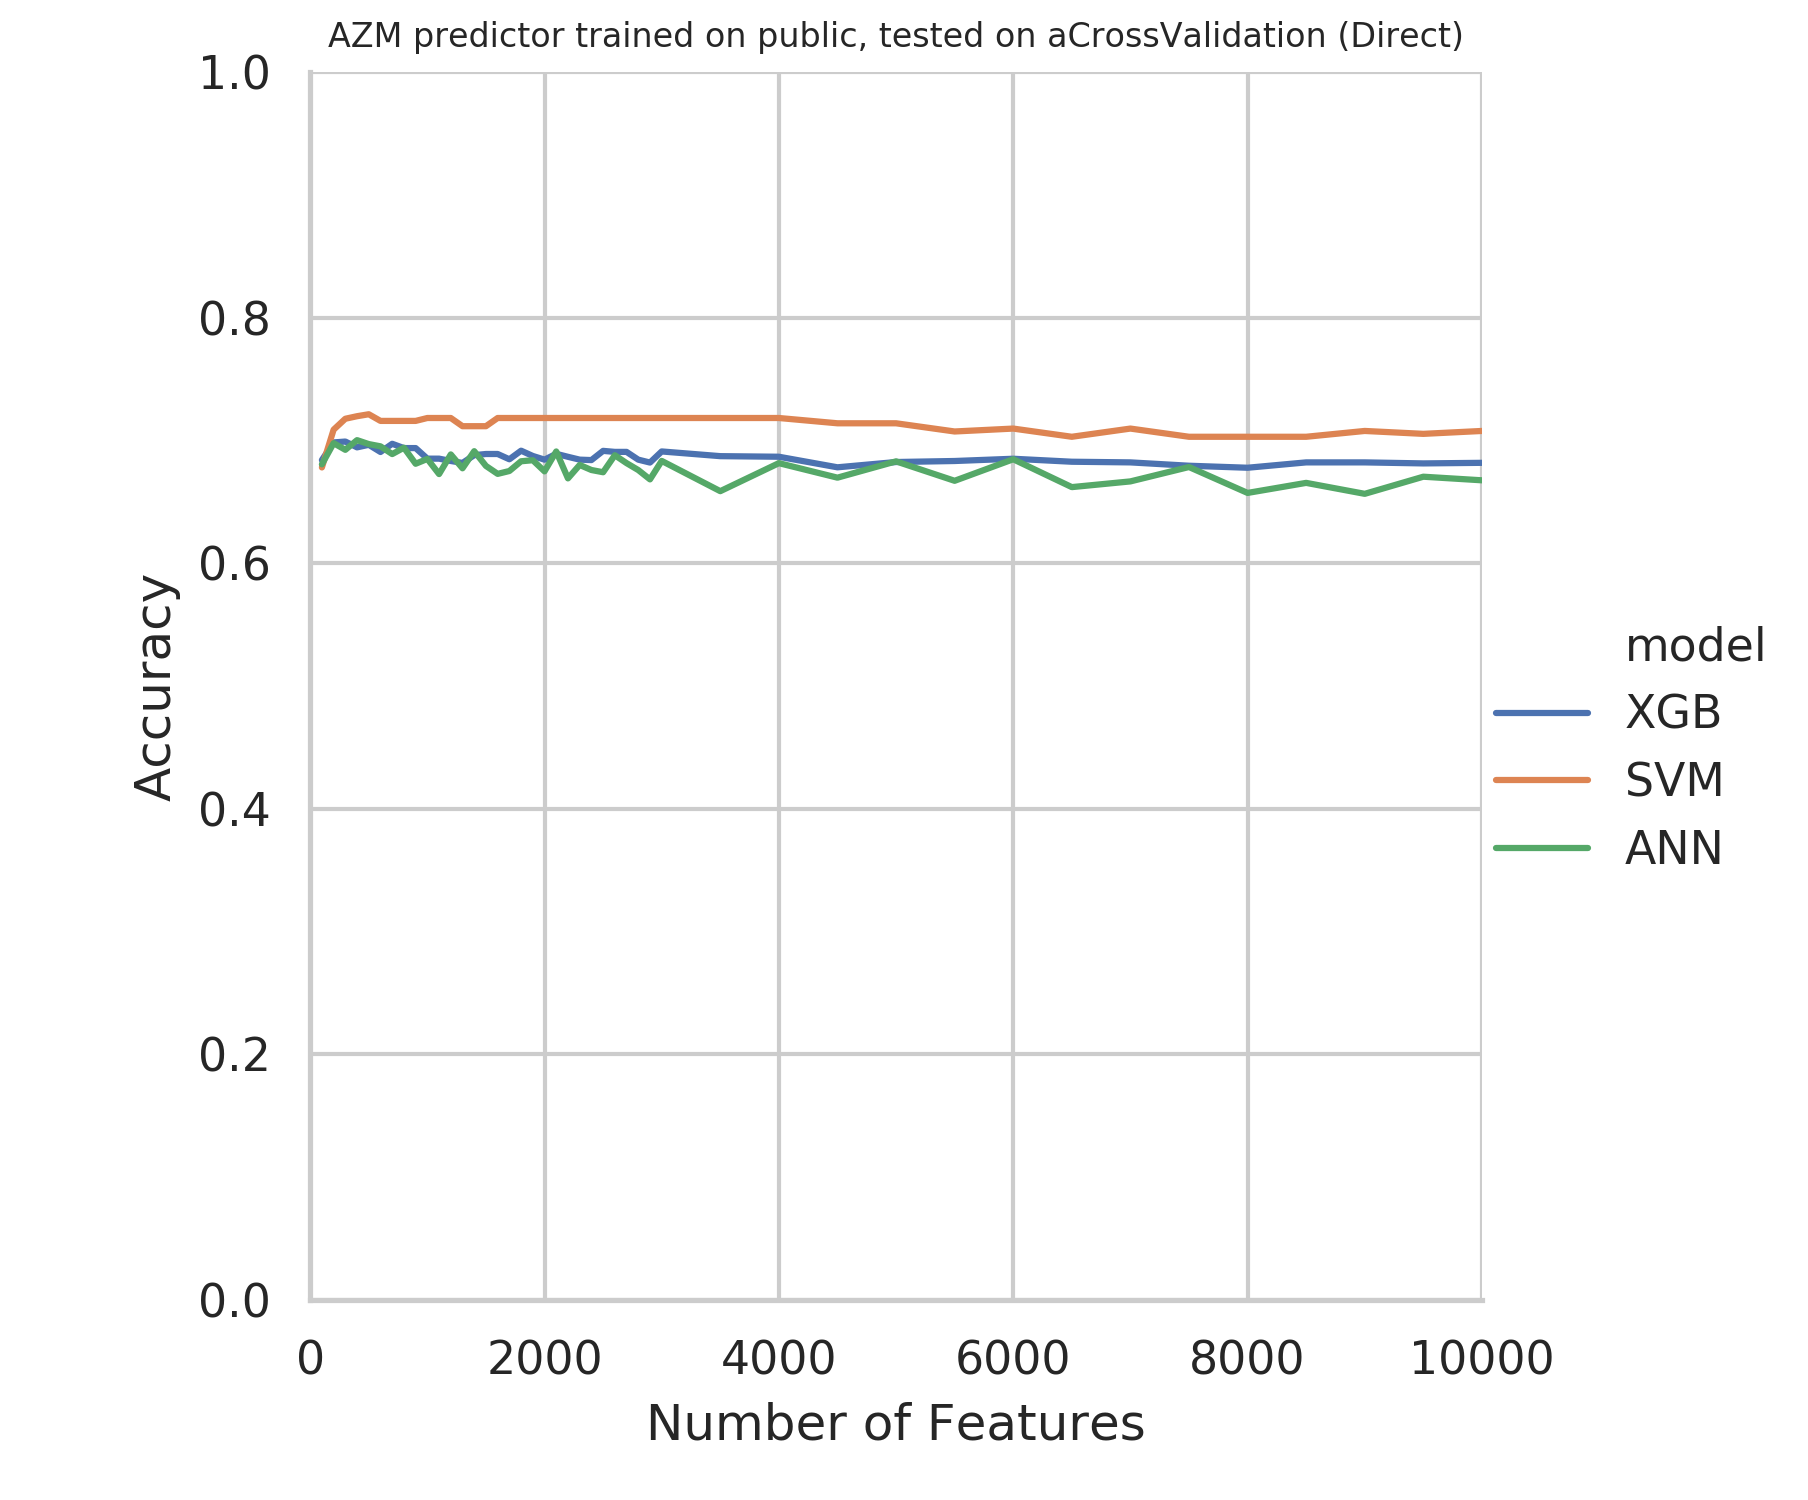 AZM predictor trained on public, tested on aCrossValidation (Direct)
1.0
0.8
0.6
0.4
0.2
0.0
Accuracy
0 2000 4000 6000 8000 10000
Number of Features
model
XGB
SVM
ANN